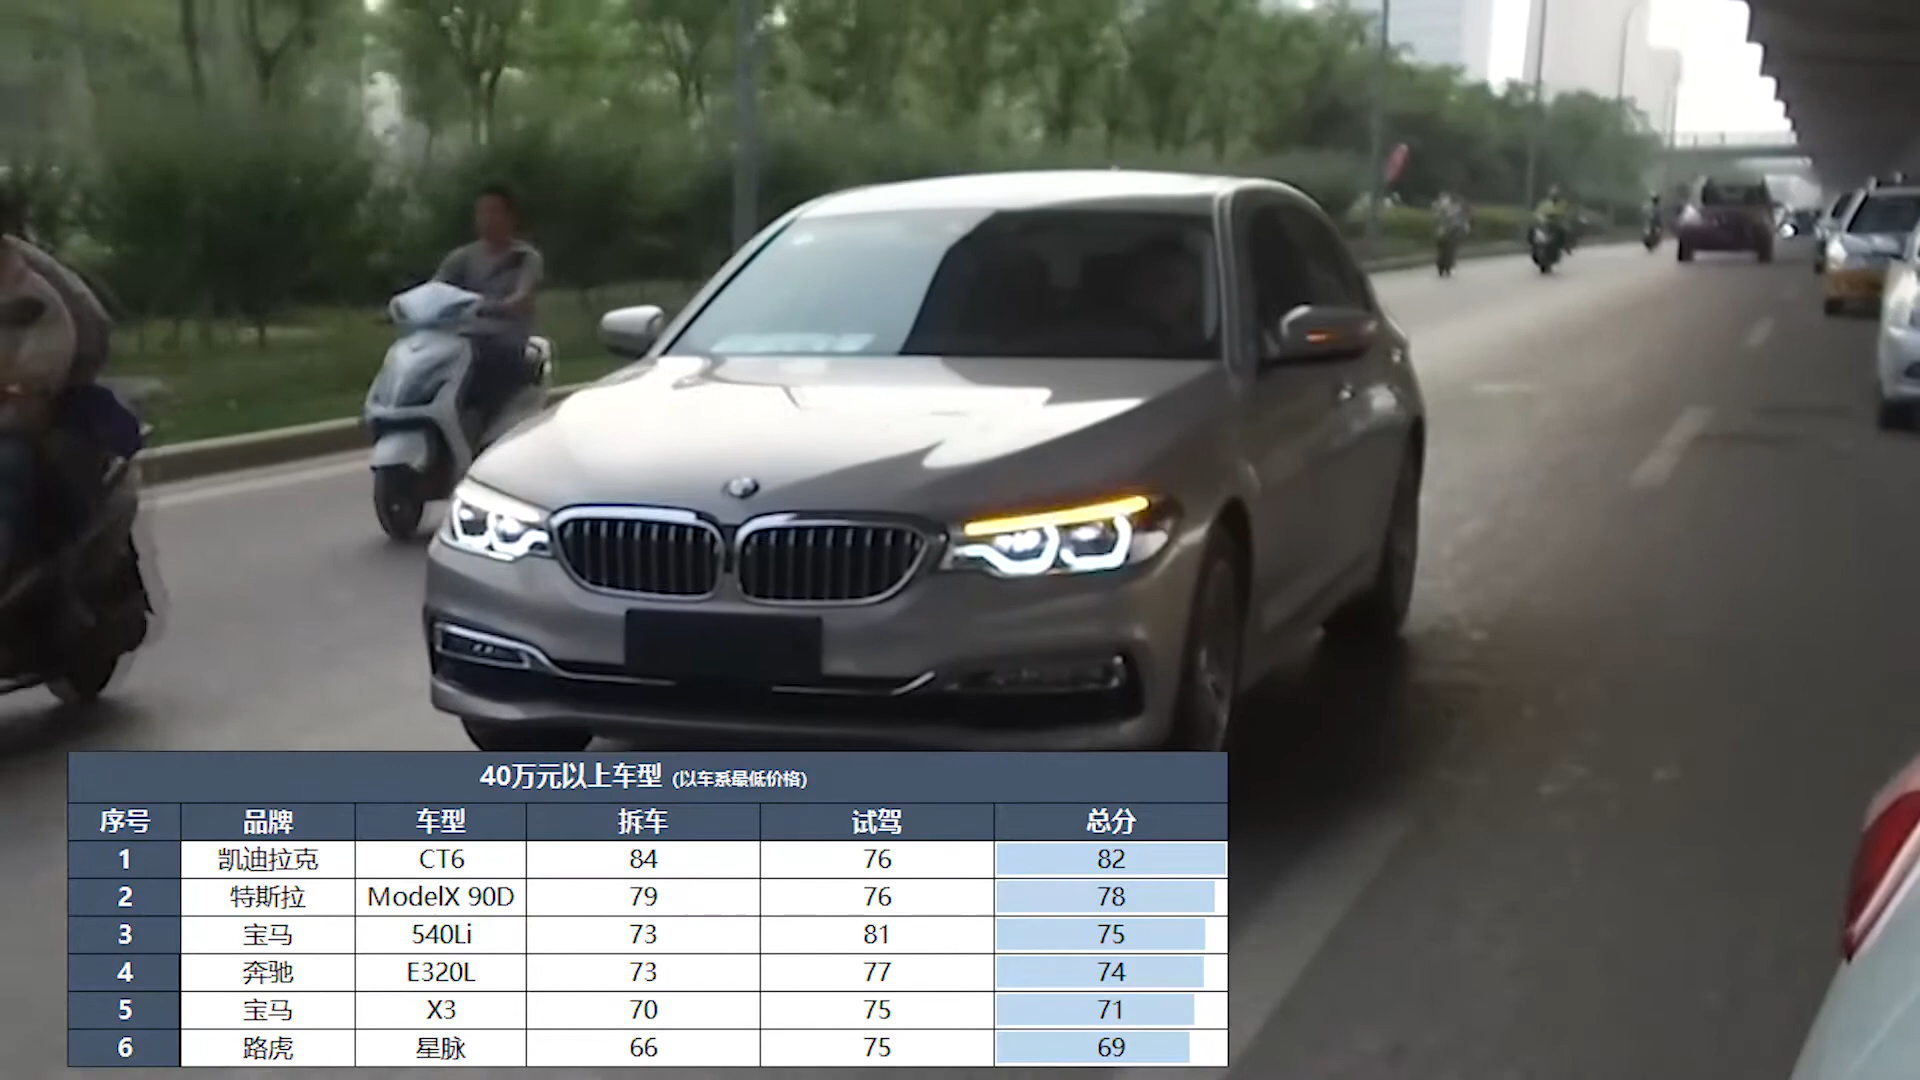 40万元以上车型 (以车系最低价格)
序号 品牌 车型 拆车 试驾 总分
1 凯迪拉克 CT6 84 76 82
2 特斯拉 ModelX 90D 79 76 78
3 宝马 540Li 73 81 75
4 奔驰 E320L 73 77 74
5 宝马 X3 70 75 71
6 路虎 星脉 66 75 69